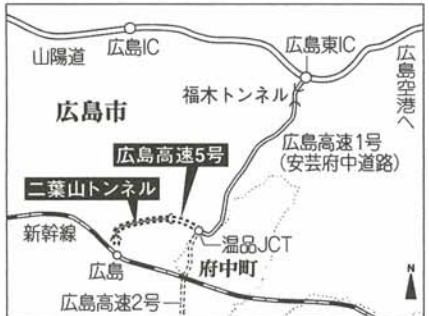 山陽道
広島IC
広島東IC
広島空港へ
福木トンネル
広島市
広島高速1号
(安芸府中道路)
広島高速5号
二葉山トンネル
新幹線
温品JCT
広島
府中町
広島高速2号
N